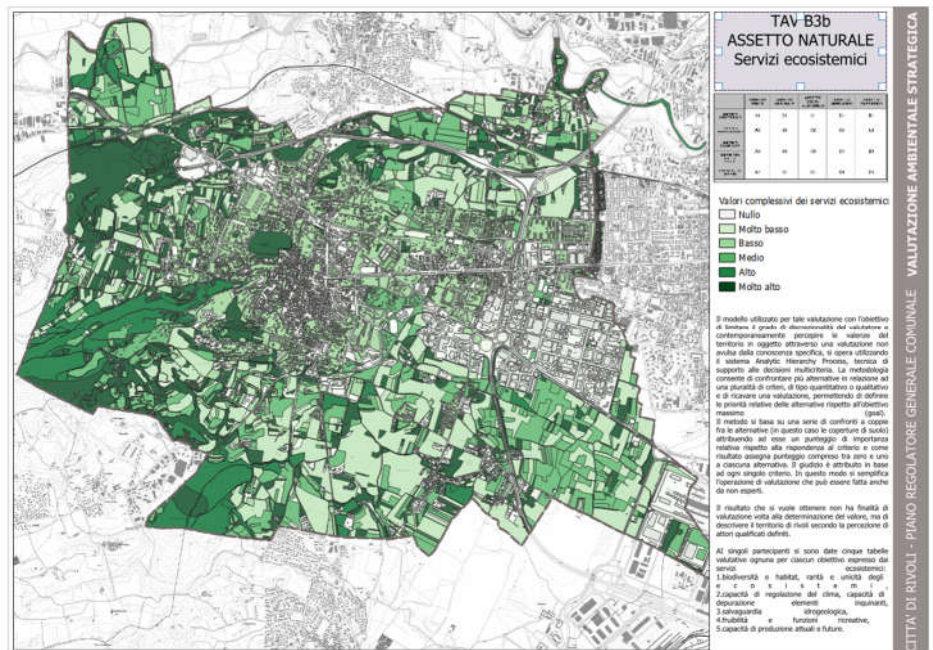 TAV B3b
ASSETTO NATURALE
Servizi ecosistemici
Valori complessivi dei servizi ecosistemici
Nullo
Molto basso
Basso
Medio
Alto
Molto alto
Il modello utilizzato per tale valutazione con l'obiettivo
di limitare il grado di discrezionalità del valutatore e
contemporaneamente percepire le valenze del
territorio in oggetto attraverso una valutazione non
avulsa della conoscenza specifica, si opera utilizzando
il sistema Analytic Hierarchy Process, tecnica di
supporto alle decisioni multicriteria. La metodologia
consente di confrontare più alternative in relazione ad
una pluralità di criteri, di tipo quantitativo o qualitativo
e di ricavare una valutazione, permettendo di definire
le priorità relative delle alternative rispetto all'obiettivo
massimo (goal).
Il metodo si basa su una serie di confronti a coppie
fra le alternative (in questo caso le coperture di suolo)
attribuendo ad esse un punteggio di importanza
relativa rispetto alla rispondenza al criterio e come
risultato assegna punteggio compreso tra zero e uno
a ciascuna alternativa. Il giudizio è attribuito in base
ad ogni singolo criterio. In questo modo si semplifica
l'operazione di valutazione che può essere fatta anche
da non esperti.
Il risultato che si vuole ottenere non ha finalità di
valutazione volta alla determinazione del valore, ma di
descrivere il territorio di rivoli secondo la percezione di
attori qualificati definiti.
AI singoli partecipanti si sono date cinque tabelle
valutative ognuna per ciascun obiettivo espresso dai
servizi ecosistemici:
1.biodiversità e habitat, rarità e unicità degli
ecosistemi,
2.capacità di regolazione del clima, capacità di
depurazione elementi inquinanti,
3.salvaguardia idrogeologica,
4.fruibilità e funzioni ricreative,
5.capacità di produzione attuali e future.
CITTA' DI RIVOLI - PIANO REGOLATORE GENERALE COMUNALE VALUTAZIONE AMBIENTALE STRATEGICA